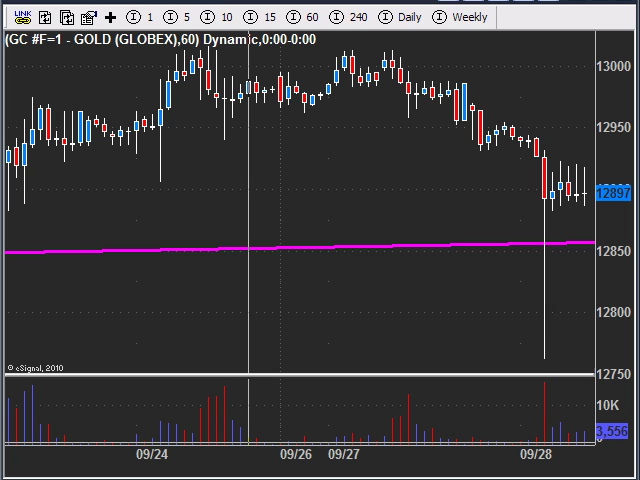 LINK 1 5 10 15 60 240 Daily Weekly
(GC #F=1 - GOLD (GLOBEX),60) Dynamic,0:00-0:00
13000
12950
12897
12850
12800
© eSignal, 2010
12750
10K
3,556
09/24 09/26 09/27 09/28